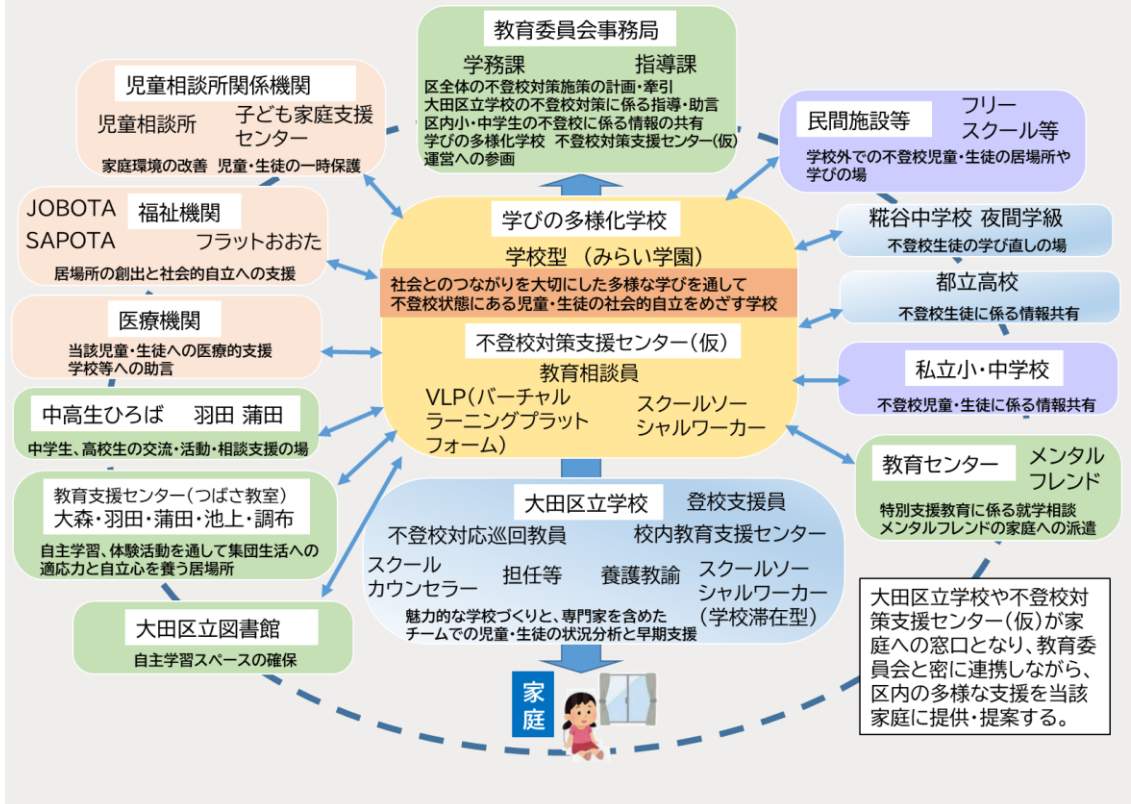 教育委員会事務局
学務課 指導課
区全体の不登校対策施策の計画・牽引
大田区立学校の不登校対策に係る指導・助言
区内小・中学生の不登校に係る情報の共有
学びの多様化学校 不登校対策支援センター(仮)
運営への参画
児童相談所関係機関
児童相談所
子ども家庭支援
センター
家庭環境の改善 児童・生徒の一時保護
JOBOTA
福祉機関
SAPOTA
フラットおおた
居場所の創出と社会的自立への支援
医療機関
当該児童・生徒への医療的支援
学校等への助言
中高生ひろば 羽田 蒲田
中学生、高校生の交流・活動・相談支援の場
教育支援センター(つばさ教室)
大森・羽田・蒲田・池上・調布
自主学習、体験活動を通して集団生活への
適応力と自立心を養う居場所
大田区立図書館
自主学習スペースの確保
学びの多様化学校
学校型 (みらい学園)
社会とのつながりを大切にした多様な学びを通して
不登校状態にある児童・生徒の社会的自立をめざす学校
不登校対策支援センター(仮)
教育相談員
VLP(バーチャル
ラーニングプラット
フォーム)
スクールソー
シャルワーカー
大田区立学校
登校支援員
不登校対応巡回教員
校内教育支援センター
スクール
カウンセラー
担任等
養護教諭
スクールソー
シャルワーカー
(学校滞在型)
魅力的な学校づくりと、専門家を含めた
チームでの児童・生徒の状況分析と早期支援
家庭
民間施設等
フリー
スクール等
学校外での不登校児童・生徒の居場所や
学びの場
糀谷中学校 夜間学級
不登校生徒の学び直しの場
都立高校
不登校生徒に係る情報共有
私立小・中学校
不登校児童・生徒に係る情報共有
教育センター
メンタル
フレンド
特別支援教育に係る就学相談
メンタルフレンドの家庭への派遣
大田区立学校や不登校対
策支援センター(仮)が家
庭への窓口となり、教育委
員会と密に連携しながら、
区内の多様な支援を当該
家庭に提供・提案する。